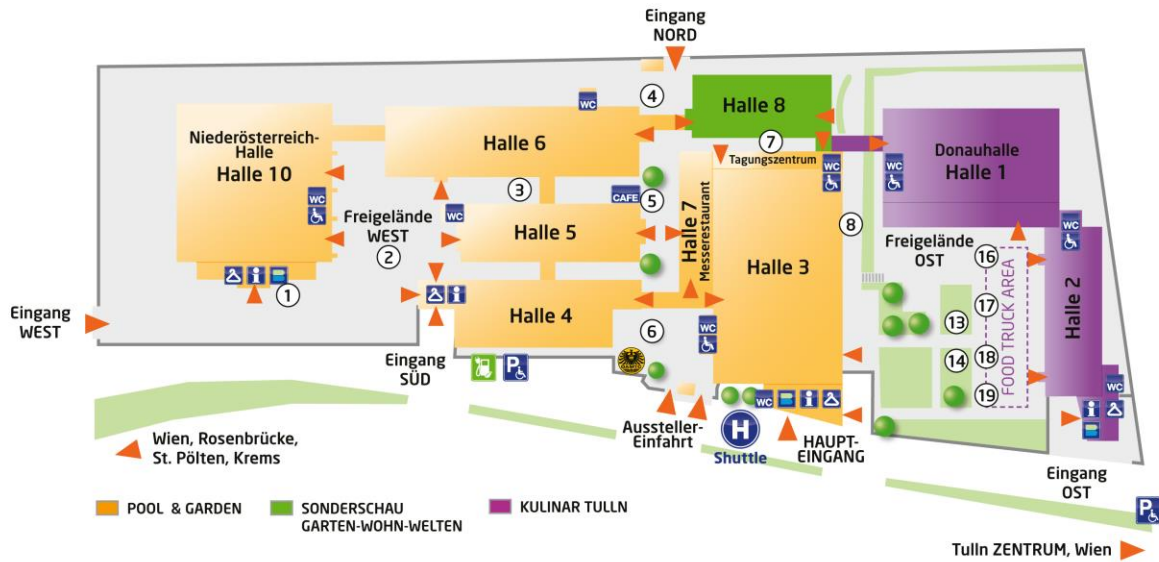 Eingang
NORD
WC
4
Halle 8
Niederösterreich-
Halle
Halle 10
Halle 6
7
Tagungszentrum
Donauhalle
Halle 1
WC
WC
WC
3
CAFE
5
WC
Freigelände
WEST
2
Halle 5
Halle 7
Messerestaurant
Halle 3
8
Freigelände
OST
16
WC
Halle 2
i
1
i
Halle 4
6
WC
13
17
FOOD TRUCK AREA
14
18
19
Eingang
WEST
Eingang
SÜD
P
WC
i
WC
i
Aussteller-
Einfahrt
H
Shuttle
HAUPT-
EINGANG
Eingang
OST
Wien, Rosenbrücke,
St. Pölten, Krems
POOL & GARDEN
SONDERSCHAU
GARTEN-WOHN-WELTEN
KULINAR TULLN
P
Tulln ZENTRUM, Wien